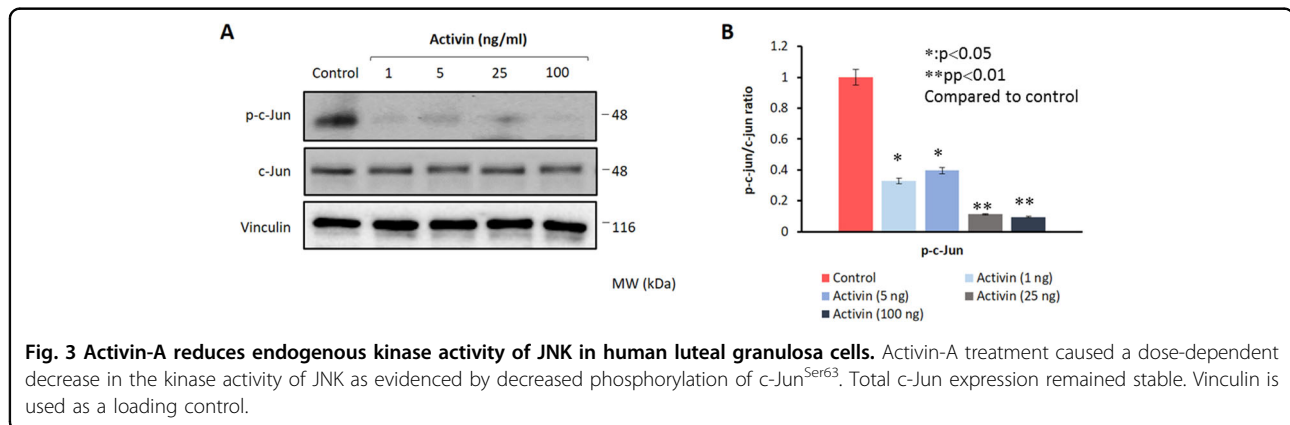 A
Activin (ng/ml)
Control 1 5 25 100
p-c-Jun –48
c-Jun –48
Vinculin –116
MW (kDa)
B
*:p<0.05
**pp<0.01
Compared to control
p-c-jun/c-jun ratio
1
0.8
0.6
0.4
0.2
0
* * ** **
p-c-Jun
Control Activin (1 ng)
Activin (5 ng) Activin (25 ng)
Activin (100 ng)
Fig. 3 Activin-A reduces endogenous kinase activity of JNK in human luteal granulosa cells. Activin-A treatment caused a dose-dependent
decrease in the kinase activity of JNK as evidenced by decreased phosphorylation of c-Jun^Ser63. Total c-Jun expression remained stable. Vinculin is
used as a loading control.